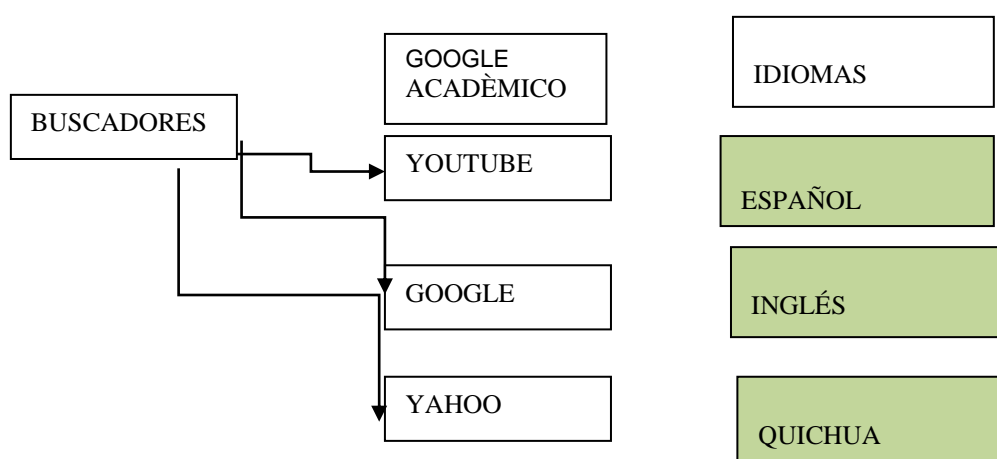 BUSCADORES
GOOGLE
ACADÈMICO
YOUTUBE
GOOGLE
YAHOO
IDIOMAS
ESPAÑOL
INGLÉS
QUICHUA